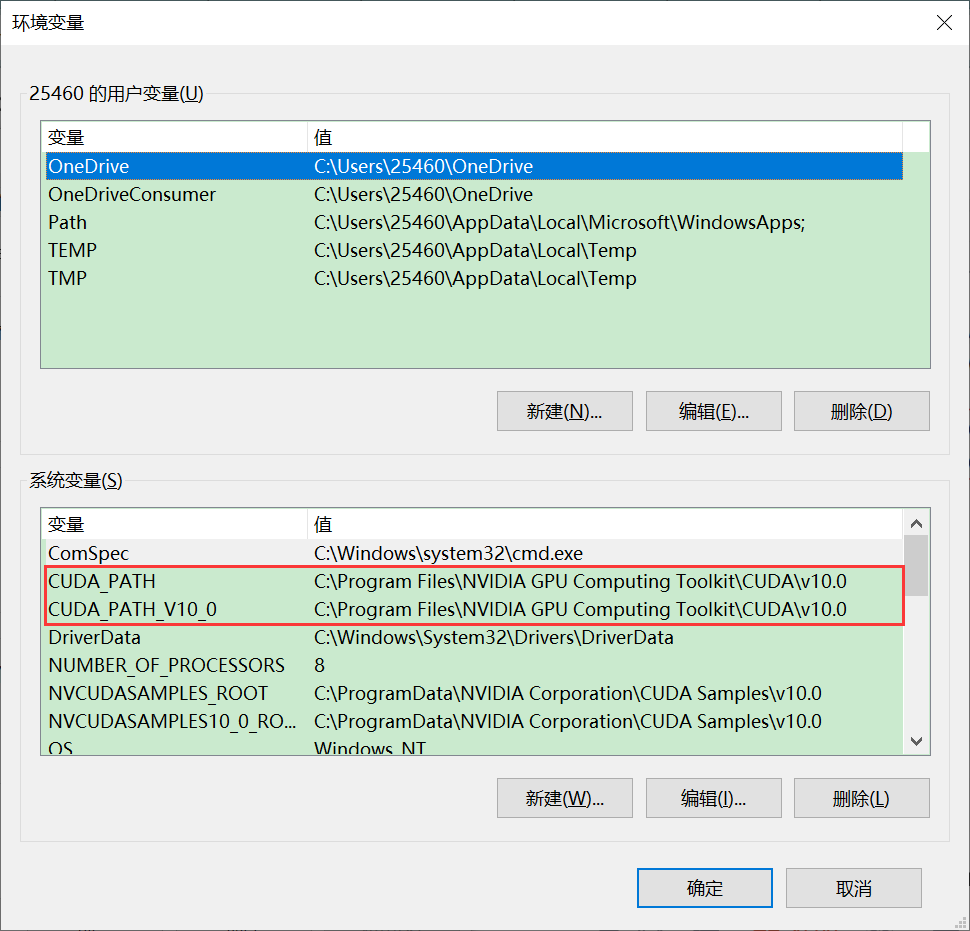 环境变量
25460 的用户变量(U)
变量 值
OneDrive C:\Users\25460\OneDrive
OneDriveConsumer C:\Users\25460\OneDrive
Path C:\Users\25460\AppData\Local\Microsoft\WindowsApps;
TEMP C:\Users\25460\AppData\Local\Temp
TMP C:\Users\25460\AppData\Local\Temp
新建(N)... 编辑(E)... 删除(D)
系统变量(S)
变量 值
ComSpec C:\Windows\system32\cmd.exe
CUDA_PATH C:\Program Files\NVIDIA GPU Computing Toolkit\CUDA\v10.0
CUDA_PATH_V10_0 C:\Program Files\NVIDIA GPU Computing Toolkit\CUDA\v10.0
DriverData C:\Windows\System32\Drivers\DriverData
NUMBER_OF_PROCESSORS 8
NVCUDASAMPLES_ROOT C:\ProgramData\NVIDIA Corporation\CUDA Samples\v10.0
NVCUDASAMPLES10_0_RO... C:\ProgramData\NVIDIA Corporation\CUDA Samples\v10.0
OS Windows_NT
新建(W)... 编辑(I)... 删除(L)
确定 取消